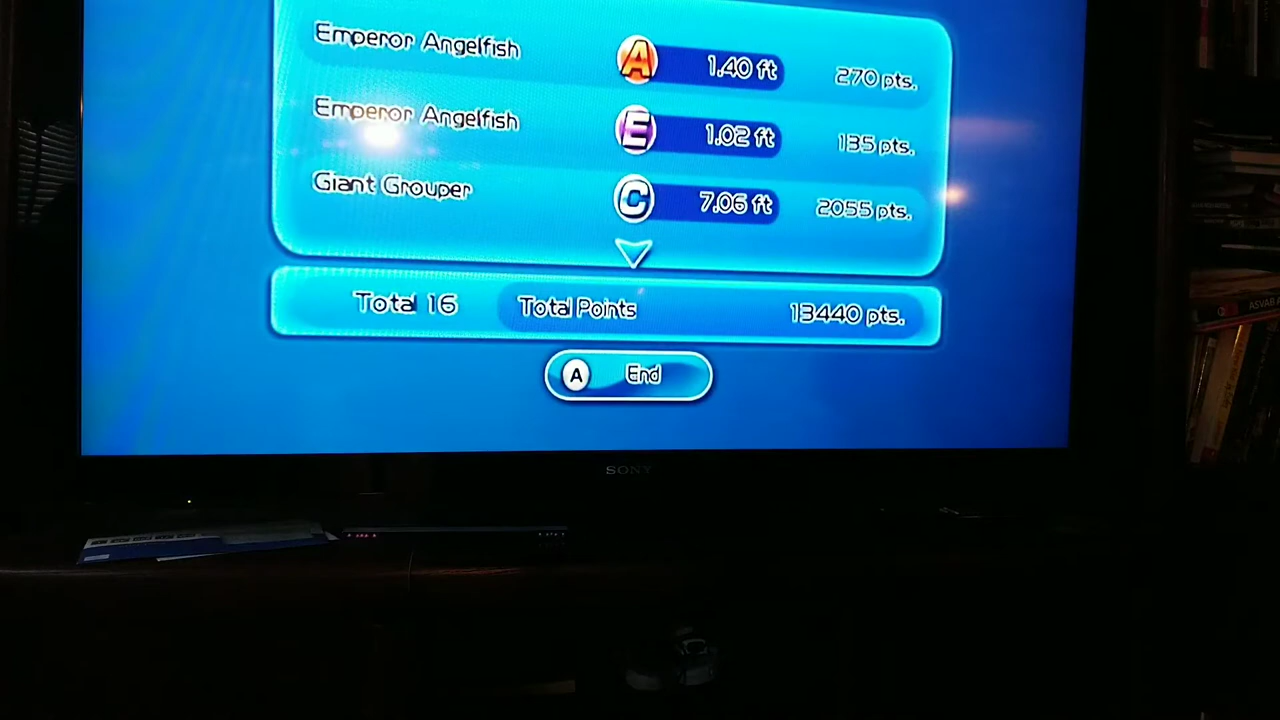 Emperor Angelfish A 1.40 ft 270 pts.
Emperor Angelfish E 1.02 ft 135 pts.
Giant Grouper C 7.06 ft 2055 pts.
Total 16 Total Points 13440 pts.
A End
SONY
ASVAB